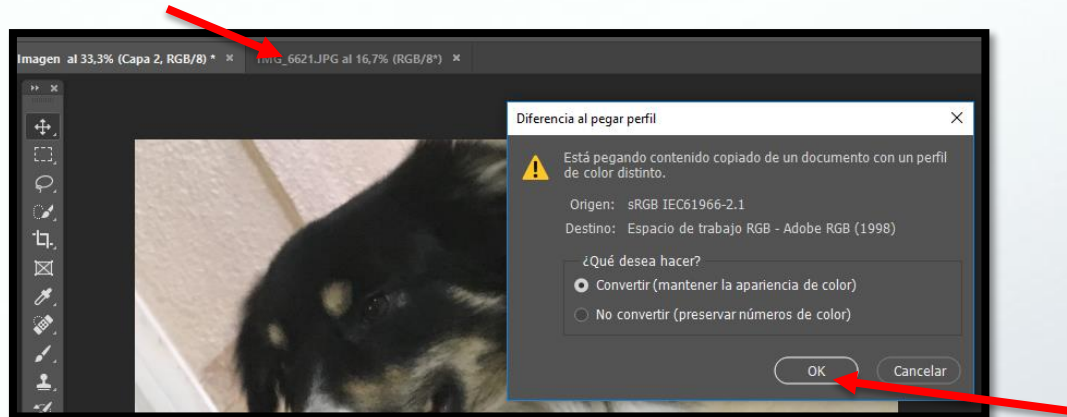 Imagen al 33,3% (Capa 2, RGB/8) * × IMG_6621.JPG al 16,7% (RGB/8*) ×
Diferencia al pegar perfil
Está pegando contenido copiado de un documento con un perfil
de color distinto.
Origen: sRGB IEC61966-2.1
Destino: Espacio de trabajo RGB - Adobe RGB (1998)
¿Qué desea hacer?
Convertir (mantener la apariencia de color)
No convertir (preservar números de color)
OK Cancelar